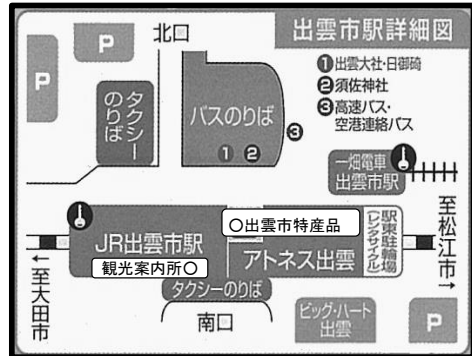 出雲市駅詳細図
北口
P
P
タクシー
のりば
バスのりば
1
2
3
❶出雲大社・日御碕
❷須佐神社
❸高速バス・
空港連絡バス
一畑電車
出雲市駅
JR出雲市駅
観光案内所○
○出雲市特産品
アトネス出雲
駅東駐輪場
(レンタサイクル)
至松江市→
←至大田市
タクシーのりば
南口
ビッグ・ハート
出雲
P